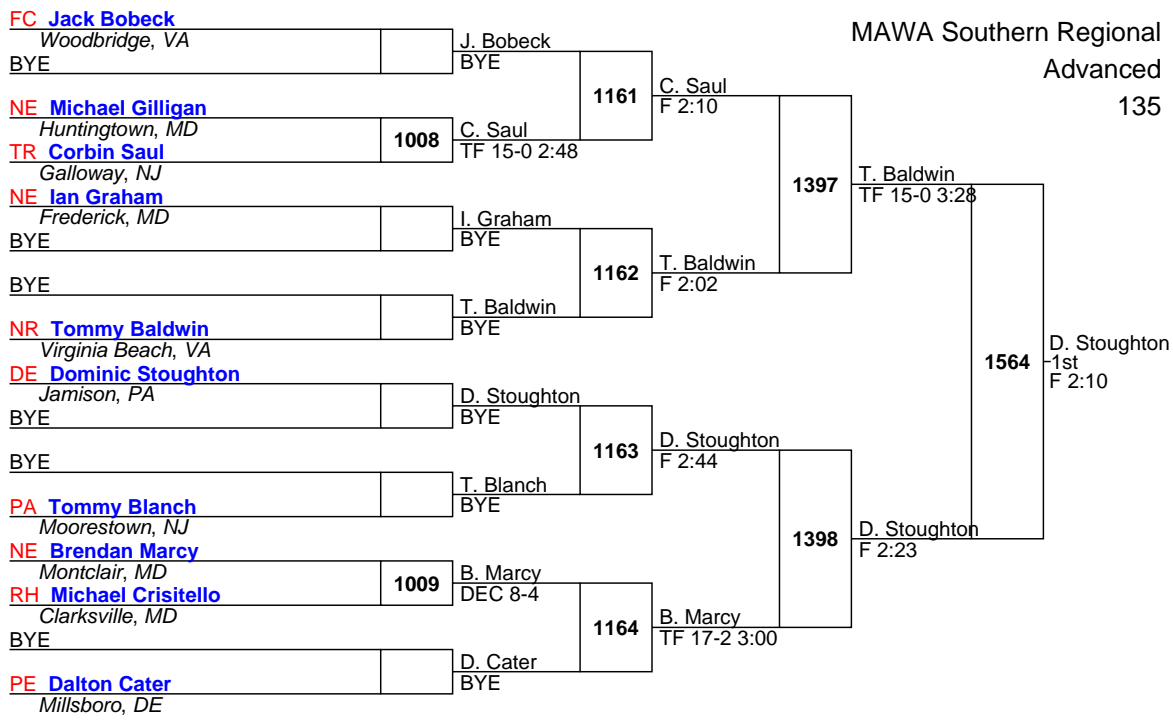 MAWA Southern Regional
Advanced
135
FC Jack Bobeck
Woodbridge, VA
BYE
NE Michael Gilligan
Huntingtown, MD
TR Corbin Saul
Galloway, NJ
NE Ian Graham
Frederick, MD
BYE
BYE
NR Tommy Baldwin
Virginia Beach, VA
DE Dominic Stoughton
Jamison, PA
BYE
BYE
PA Tommy Blanch
Moorestown, NJ
NE Brendan Marcy
Montclair, MD
RH Michael Crisitello
Clarksville, MD
BYE
PE Dalton Cater
Millsboro, DE
1008
1009
J. Bobeck
BYE
C. Saul
TF 15-0 2:48
I. Graham
BYE
T. Baldwin
BYE
D. Stoughton
BYE
T. Blanch
BYE
B. Marcy
DEC 8-4
D. Cater
BYE
1161
1162
1163
1164
C. Saul
F 2:10
T. Baldwin
F 2:02
D. Stoughton
F 2:44
B. Marcy
TF 17-2 3:00
1397
1398
T. Baldwin
TF 15-0 3:28
D. Stoughton
F 2:23
1564
D. Stoughton
1st
F 2:10